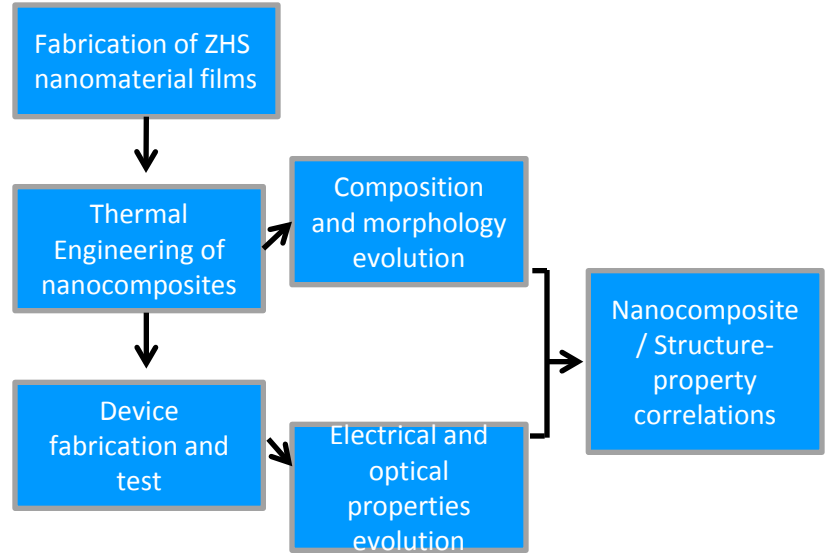 Fabrication of ZHS
nanomaterial films
Thermal
Engineering of
nanocomposites
Composition
and morphology
evolution
Nanocomposite
/ Structure-
property
correlations
Device
fabrication and
test
Electrical and
optical
properties
evolution